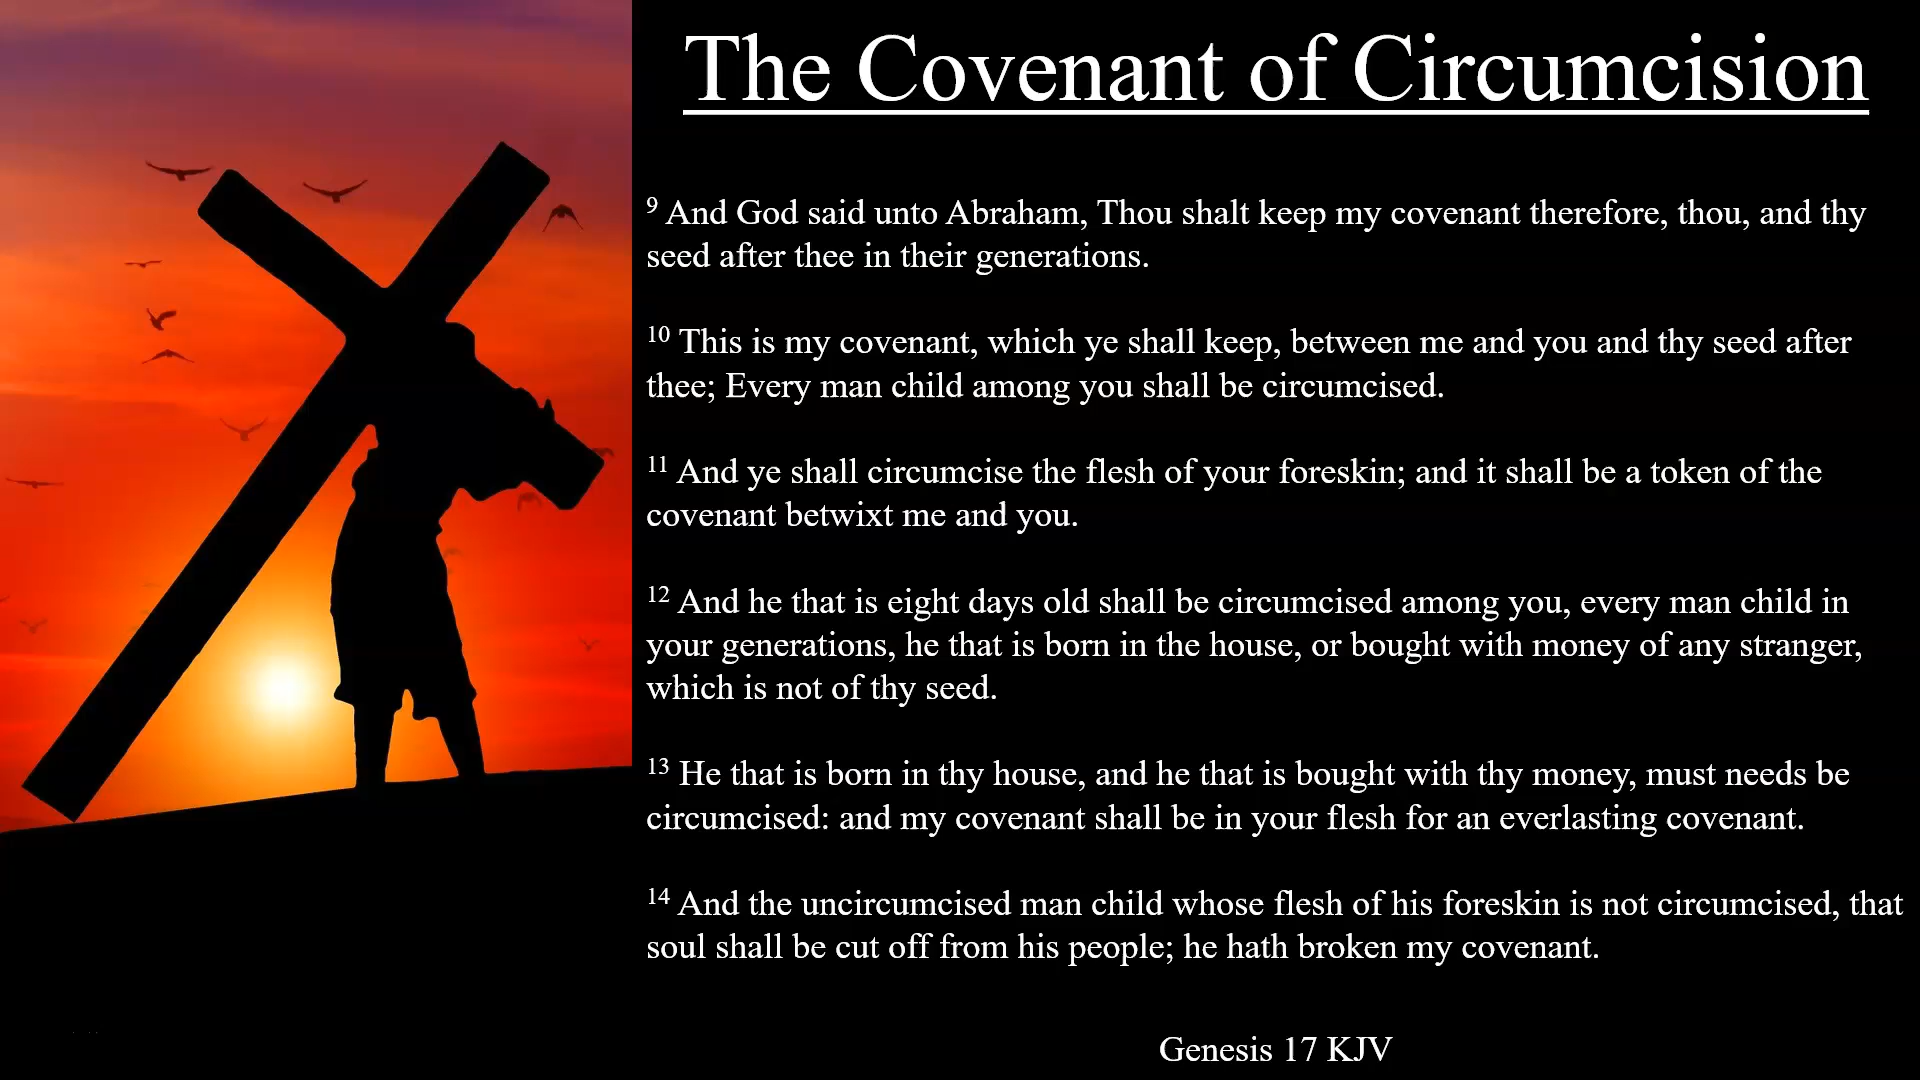 The Covenant of Circumcision
9 And God said unto Abraham, Thou shalt keep my covenant therefore, thou, and thy
seed after thee in their generations.
10 This is my covenant, which ye shall keep, between me and you and thy seed after
thee; Every man child among you shall be circumcised.
11 And ye shall circumcise the flesh of your foreskin; and it shall be a token of the
covenant betwixt me and you.
12 And he that is eight days old shall be circumcised among you, every man child in
your generations, he that is born in the house, or bought with money of any stranger,
which is not of thy seed.
13 He that is born in thy house, and he that is bought with thy money, must needs be
circumcised: and my covenant shall be in your flesh for an everlasting covenant.
14 And the uncircumcised man child whose flesh of his foreskin is not circumcised, that
soul shall be cut off from his people; he hath broken my covenant.
Genesis 17 KJV